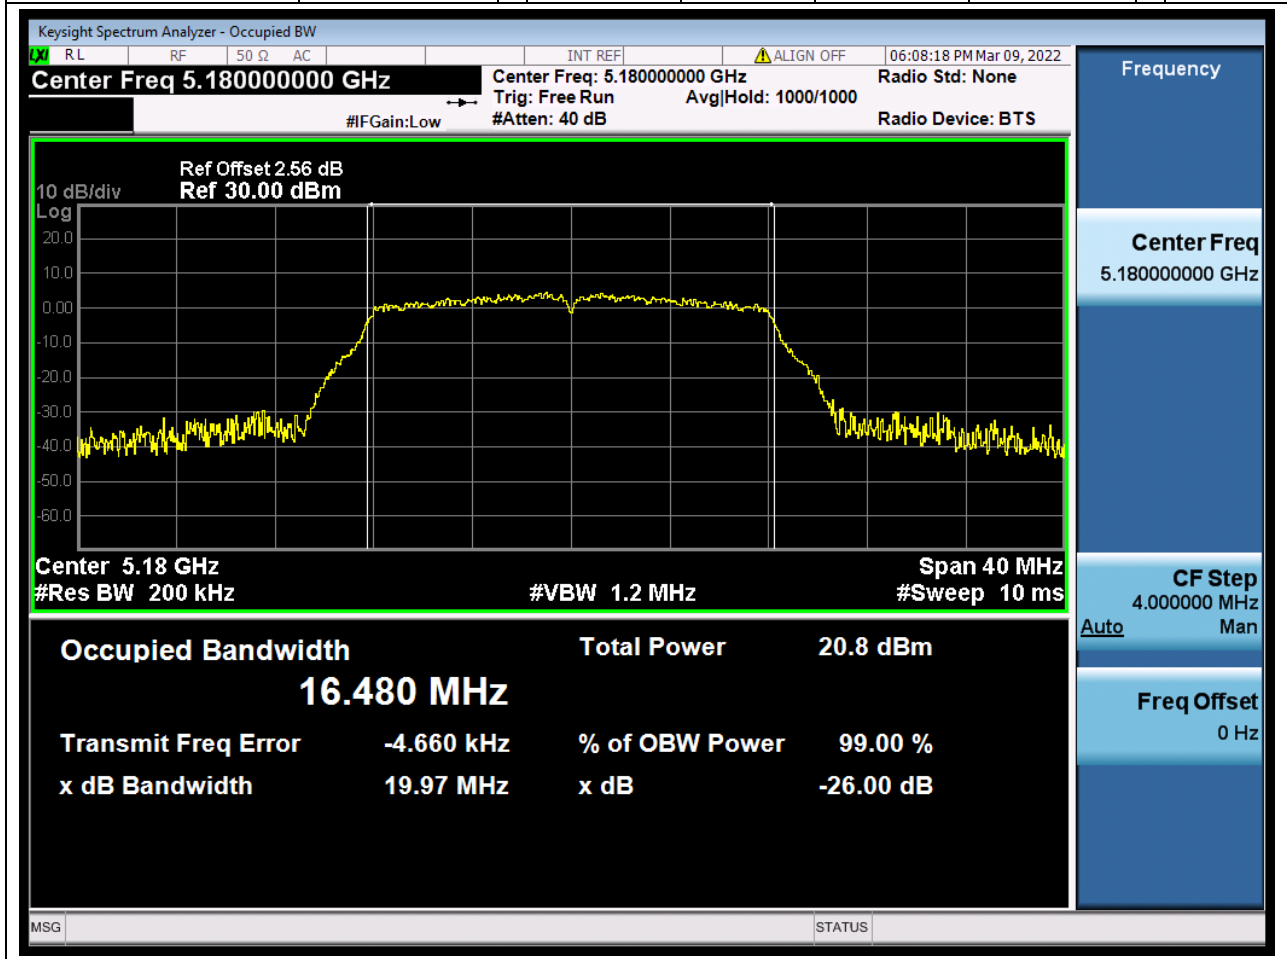 Keysight Spectrum Analyzer - Occupied BW
LXI RL RF 50 Ω AC INT REF ALIGN OFF 06:08:18 PM Mar 09, 2022
Center Freq 5.180000000 GHz
Center Freq: 5.180000000 GHz Radio Std: None
Trig: Free Run Avg|Hold: 1000/1000
#IFGain:Low #Atten: 40 dB Radio Device: BTS
Ref Offset 2.56 dB
10 dB/div Ref 30.00 dBm
Log
20.0
10.0
0.00
-10.0
-20.0
-30.0
-40.0
-50.0
-60.0
Center 5.18 GHz Span 40 MHz
#Res BW 200 kHz #VBW 1.2 MHz #Sweep 10 ms
Occupied Bandwidth Total Power 20.8 dBm
16.480 MHz
Transmit Freq Error -4.660 kHz % of OBW Power 99.00 %
x dB Bandwidth 19.97 MHz x dB -26.00 dB
Frequency
Center Freq
5.180000000 GHz
CF Step
4.000000 MHz
Auto Man
Freq Offset
0 Hz
MSG STATUS